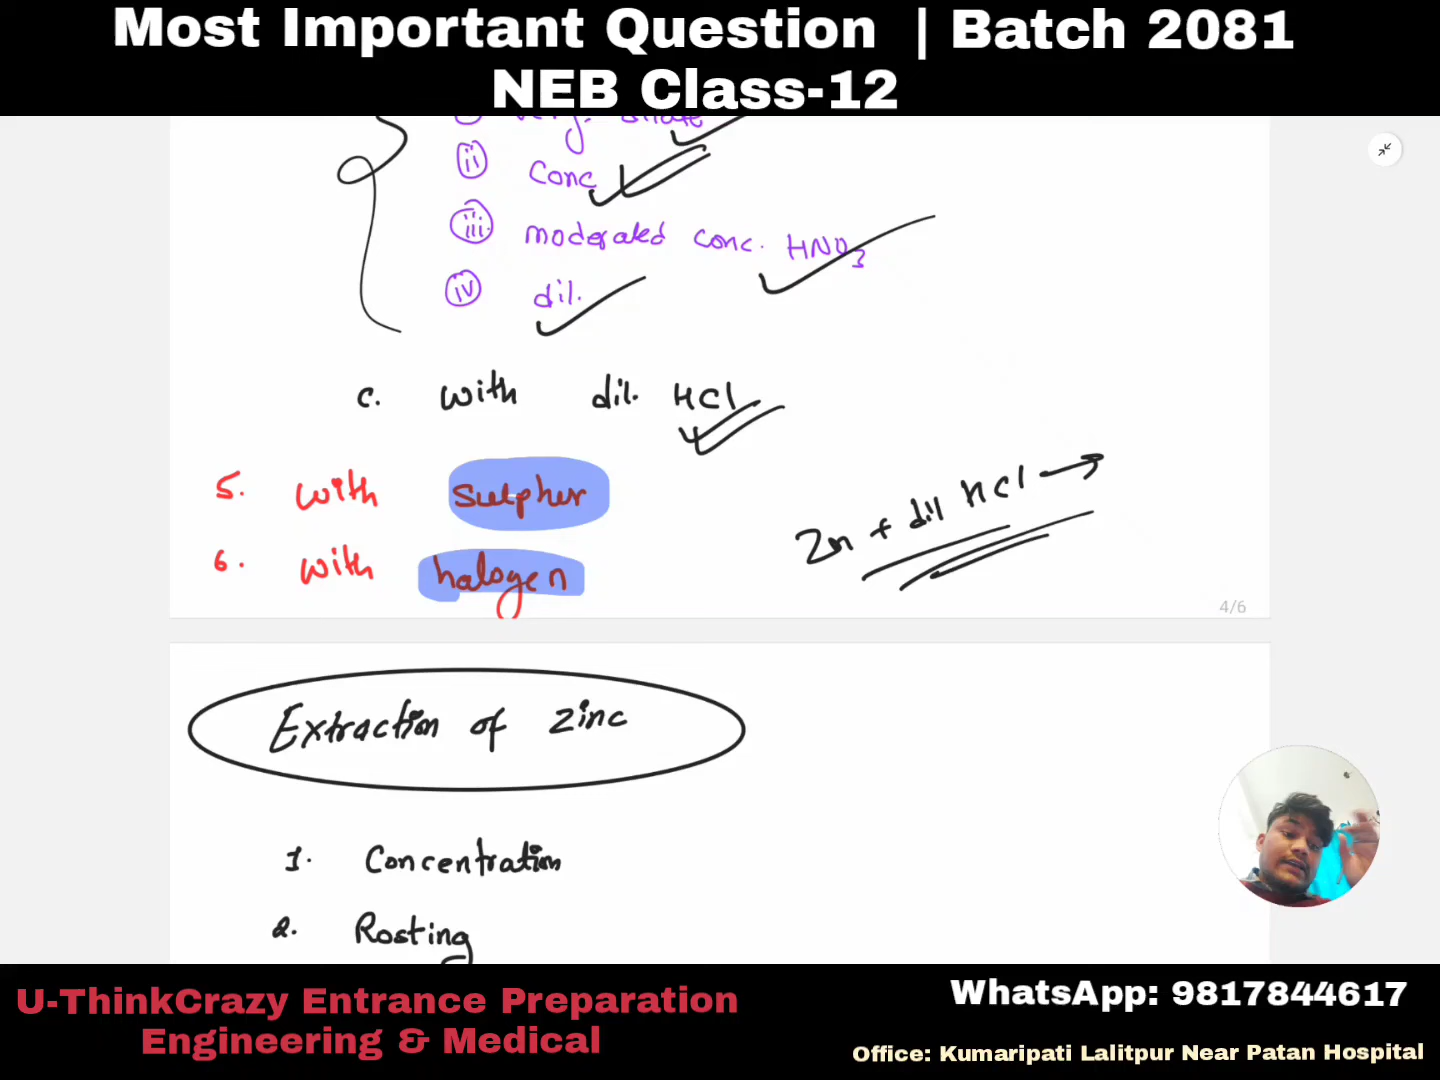 Most Important Question | Batch 2081
NEB Class-12
ii Conc
iii. moderated conc. HNO3
iv dil.
c. with dil. HCl
5. with Sulphur
6. with halogen
Zn + dil HCl →
4/6
Extraction of Zinc
1. Concentration
2. Rosting
U-ThinkCrazy Entrance Preparation
Engineering & Medical
WhatsApp: 9817844617
Office: Kumaripati Lalitpur Near Patan Hospital